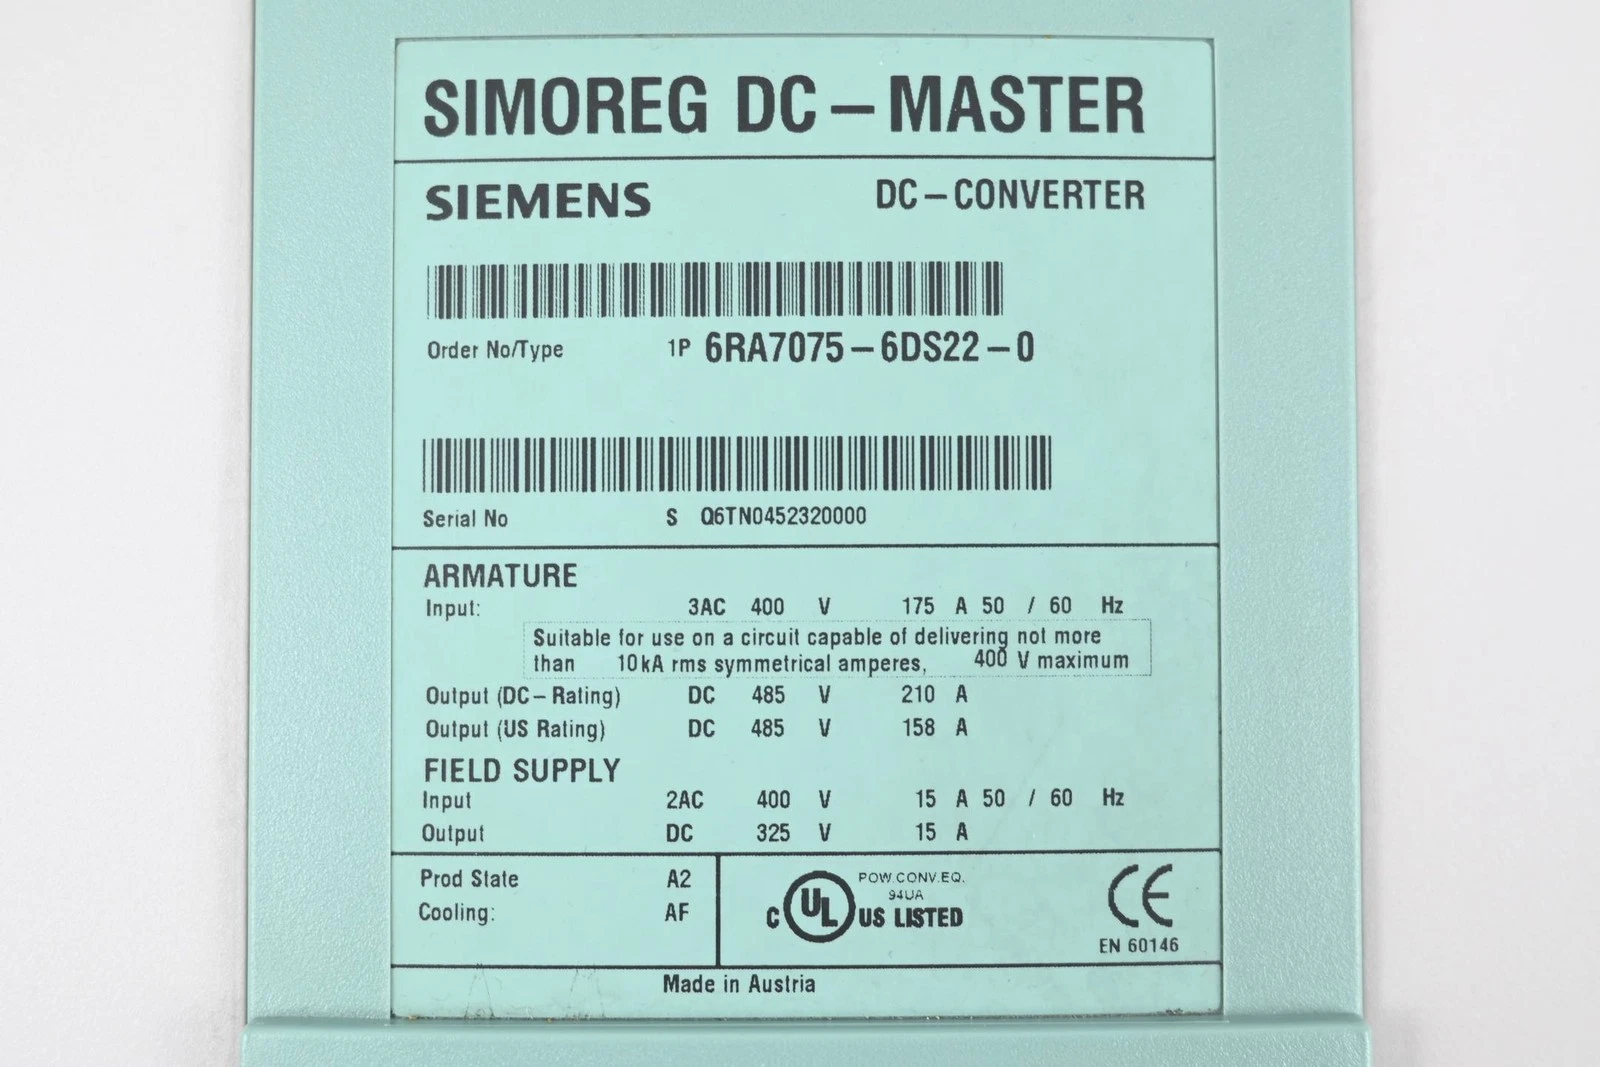 SIMOREG DC-MASTER
SIEMENS DC-CONVERTER
Order No/Type 1P 6RA7075-6DS22-0
Serial No S Q6TN0452320000
ARMATURE
Input: 3AC 400 V 175 A 50 / 60 Hz
Suitable for use on a circuit capable of delivering not more
than 10kA rms symmetrical amperes, 400 V maximum
Output (DC-Rating) DC 485 V 210 A
Output (US Rating) DC 485 V 158 A
FIELD SUPPLY
Input 2AC 400 V 15 A 50 / 60 Hz
Output DC 325 V 15 A
Prod State A2
Cooling: AF
POW.CONV.EQ.
94UA
C UL US LISTED
CE
EN 60146
Made in Austria